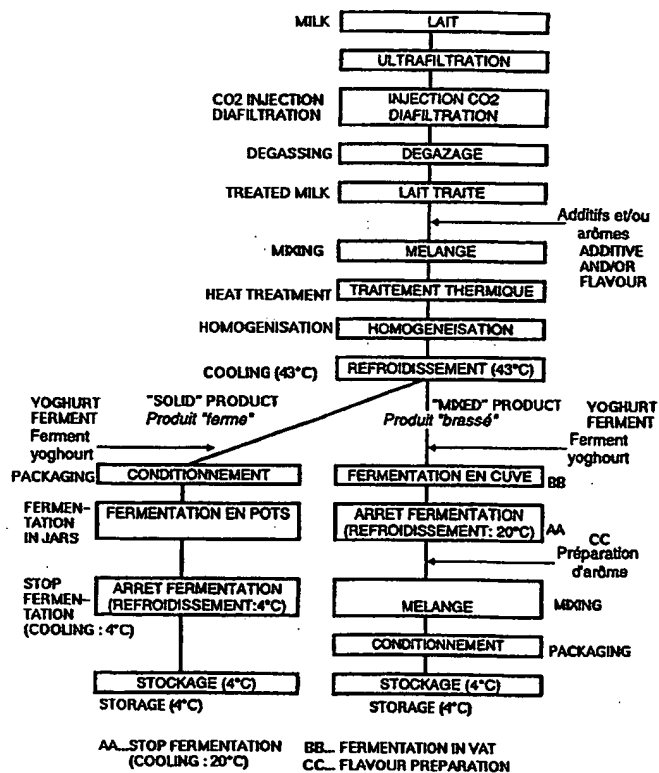 MILK
LAIT
ULTRAFILTRATION
CO2 INJECTION
DIAFILTRATION
INJECTION CO2
DIAFILTRATION
DEGASSING
DEGAZAGE
TREATED MILK
LAIT TRAITE
Additifs et/ou
arômes
ADDITIVE
AND/OR
FLAVOUR
MIXING
MELANGE
HEAT TREATMENT
TRAITEMENT THERMIQUE
HOMOGENISATION
HOMOGENEISATION
COOLING (43°C)
REFROIDISSEMENT (43°C)
YOGHURT
FERMENT
Ferment
yoghourt
"SOLID" PRODUCT
Produit "ferme"
"MIXED" PRODUCT
Produit "brassé"
YOGHURT
FERMENT
Ferment
yoghourt
PACKAGING
CONDITIONNEMENT
FERMENTATION EN CUVE
BB
FERMEN-
TATION
IN JARS
FERMENTATION EN POTS
ARRET FERMENTATION
(REFROIDISSEMENT: 20°C)
AA
CC
Préparation
d'arôme
STOP
FERMEN-
TATION
(COOLING : 4°C)
ARRET FERMENTATION
(REFROIDISSEMENT:4°C)
MELANGE
MIXING
CONDITIONNEMENT
PACKAGING
STOCKAGE (4°C)
STORAGE (4°C)
STOCKAGE (4°C)
STORAGE (4°C)
AA...STOP FERMENTATION
(COOLING : 20°C)
BB... FERMENTATION IN VAT
CC... FLAVOUR PREPARATION